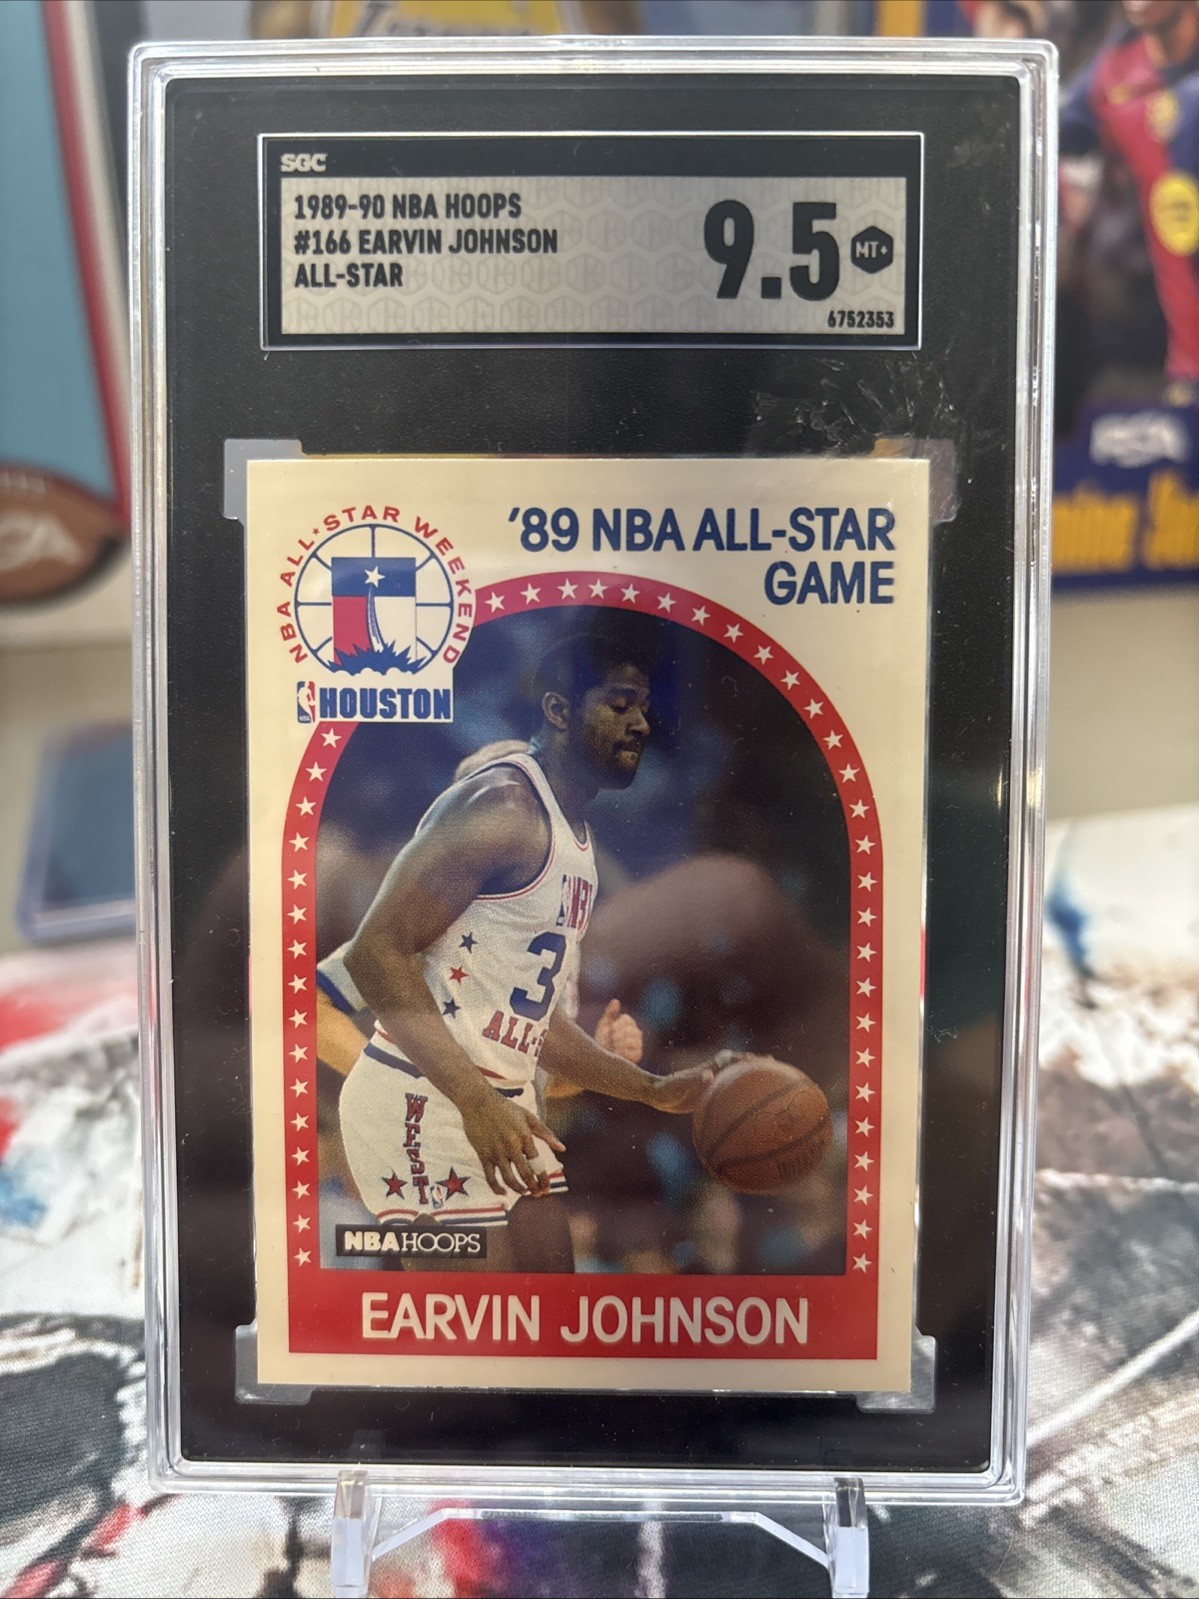 SGC
1989-90 NBA HOOPS
#166 EARVIN JOHNSON
ALL-STAR
9.5
MT+
6752353
NBA ALL★STAR WEEKEND
HOUSTON
NBA
'89 NBA ALL-STAR
GAME
3
ALL-
WEST
NBA HOOPS
EARVIN JOHNSON